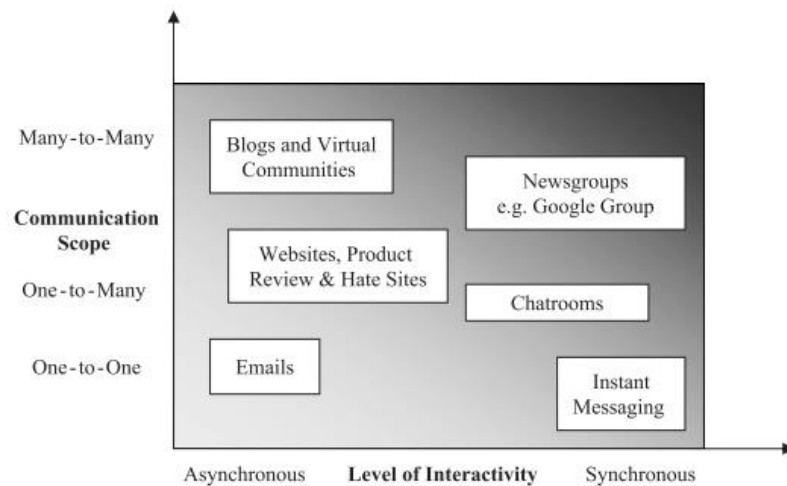 Many-to-Many
Blogs and Virtual
Communities
Newsgroups
e.g. Google Group
Communication
Scope
Websites, Product
Review & Hate Sites
One-to-Many
Chatrooms
One-to-One
Emails
Instant
Messaging
Asynchronous
Level of Interactivity
Synchronous